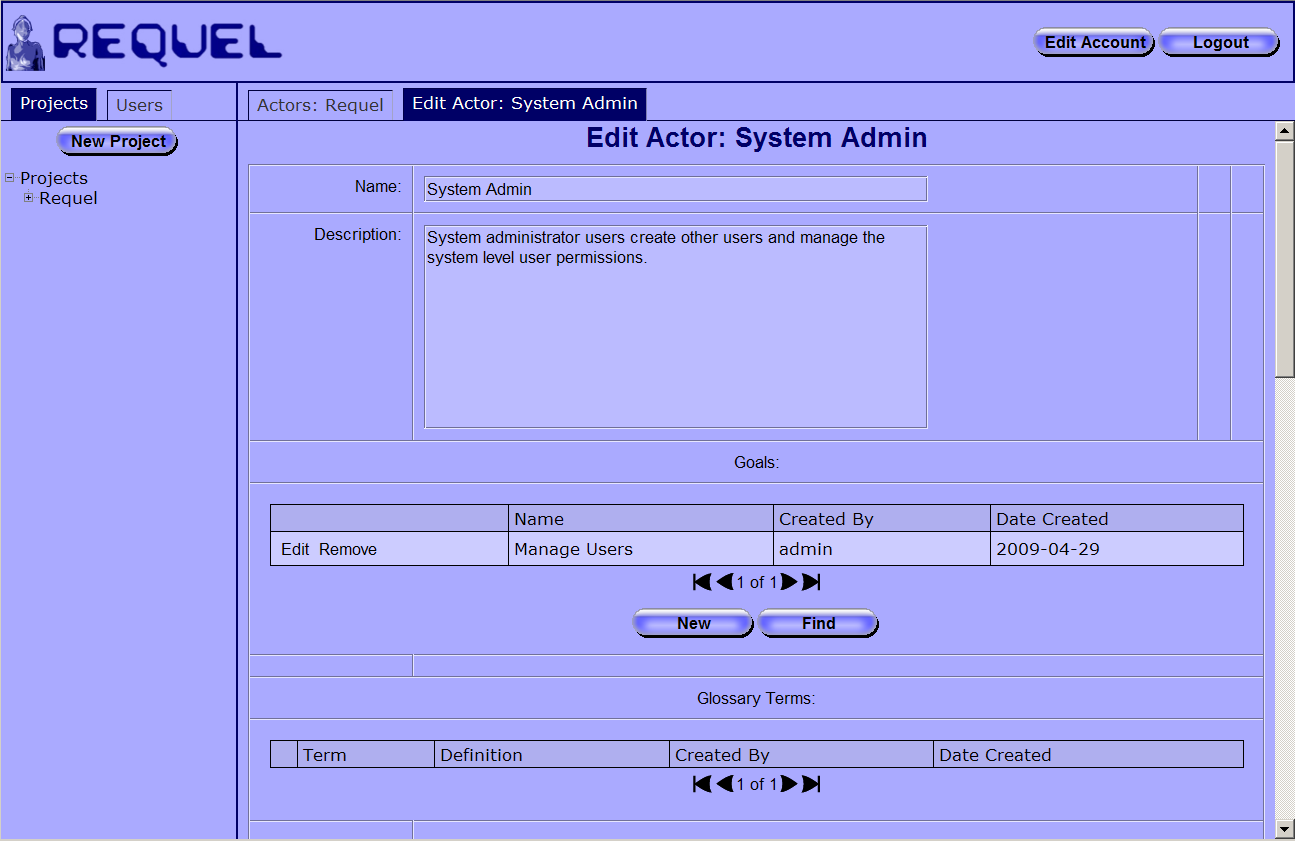 REQUEL
Edit Account Logout
Projects Users
Actors: Requel Edit Actor: System Admin
New Project
Projects
Requel
Edit Actor: System Admin
Name: System Admin
Description: System administrator users create other users and manage the
system level user permissions.
Goals:
Name Created By Date Created
Edit Remove Manage Users admin 2009-04-29
1 of 1
New Find
Glossary Terms:
Term Definition Created By Date Created
1 of 1